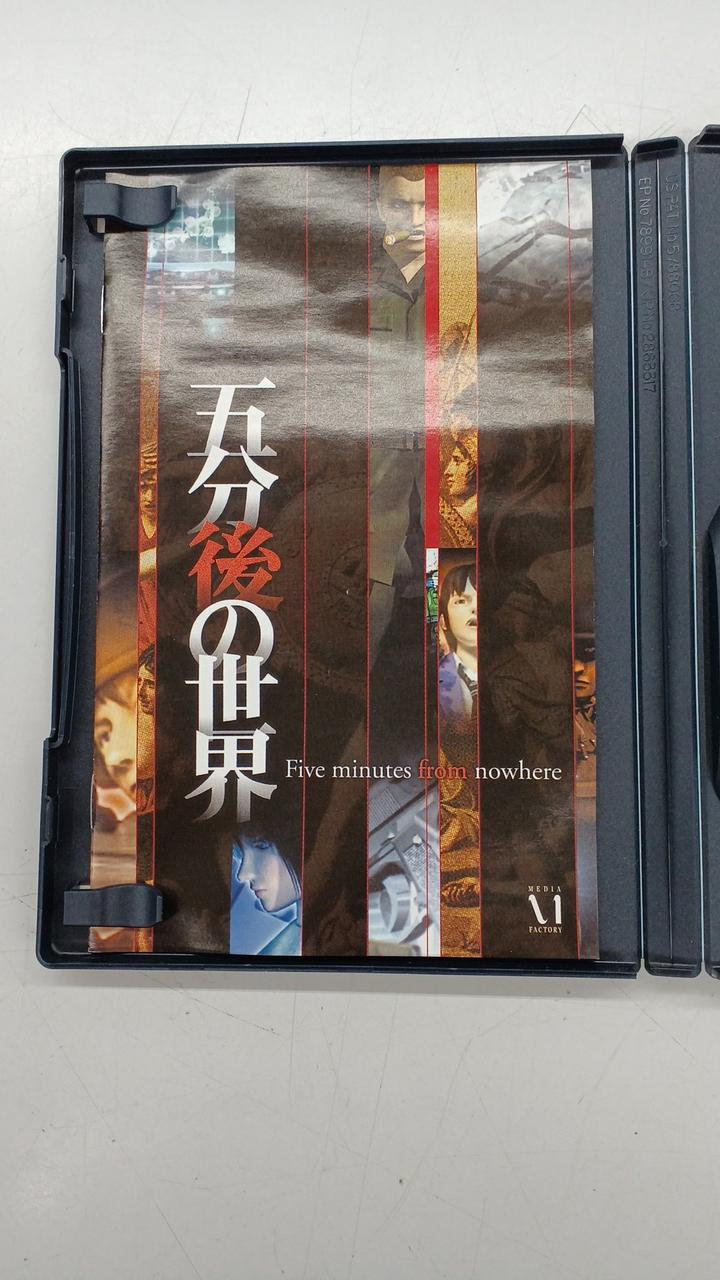 五分後の世界
Five minutes from nowhere
MEDIA
FACTORY